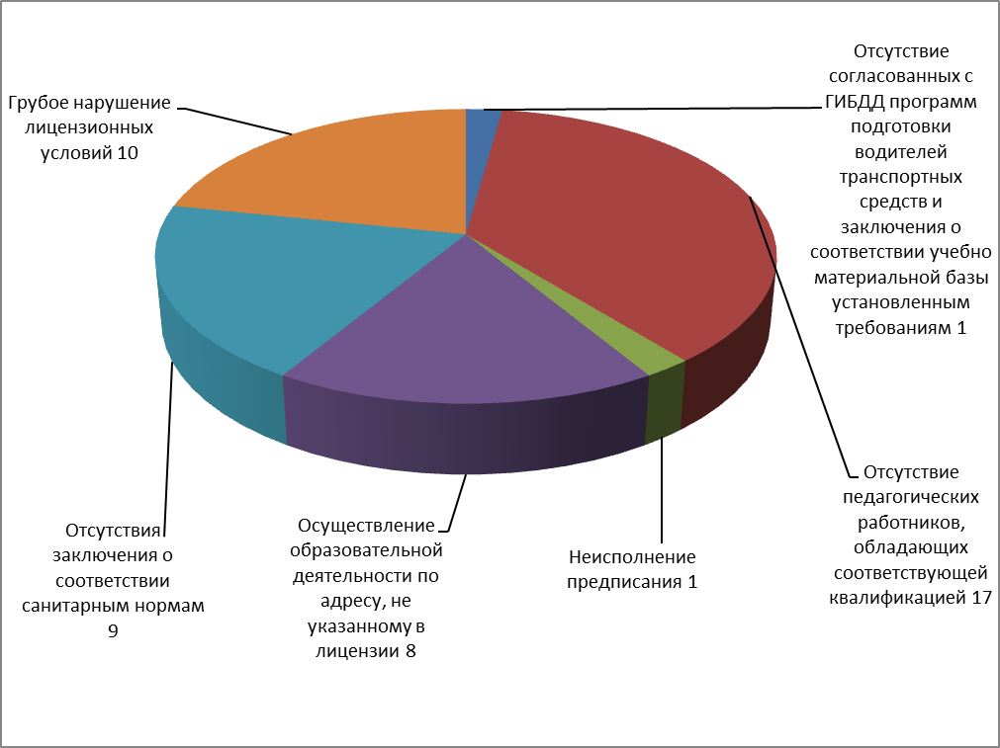 Отсутствие
согласованных с
ГИБДД программ
подготовки
водителей
транспортных
средств и
заключения о
соответствии учебно
материальной базы
установленным
требованиям 1
Грубое нарушение
лицензионных
условий 10
Отсутствие
педагогических
работников,
обладающих
соответствующей
квалификацией 17
Отсутствия
заключения о
соответствии
санитарным нормам
9
Осуществление
образовательной
деятельности по
адресу, не
указанному в
лицензии 8
Неисполнение
предписания 1